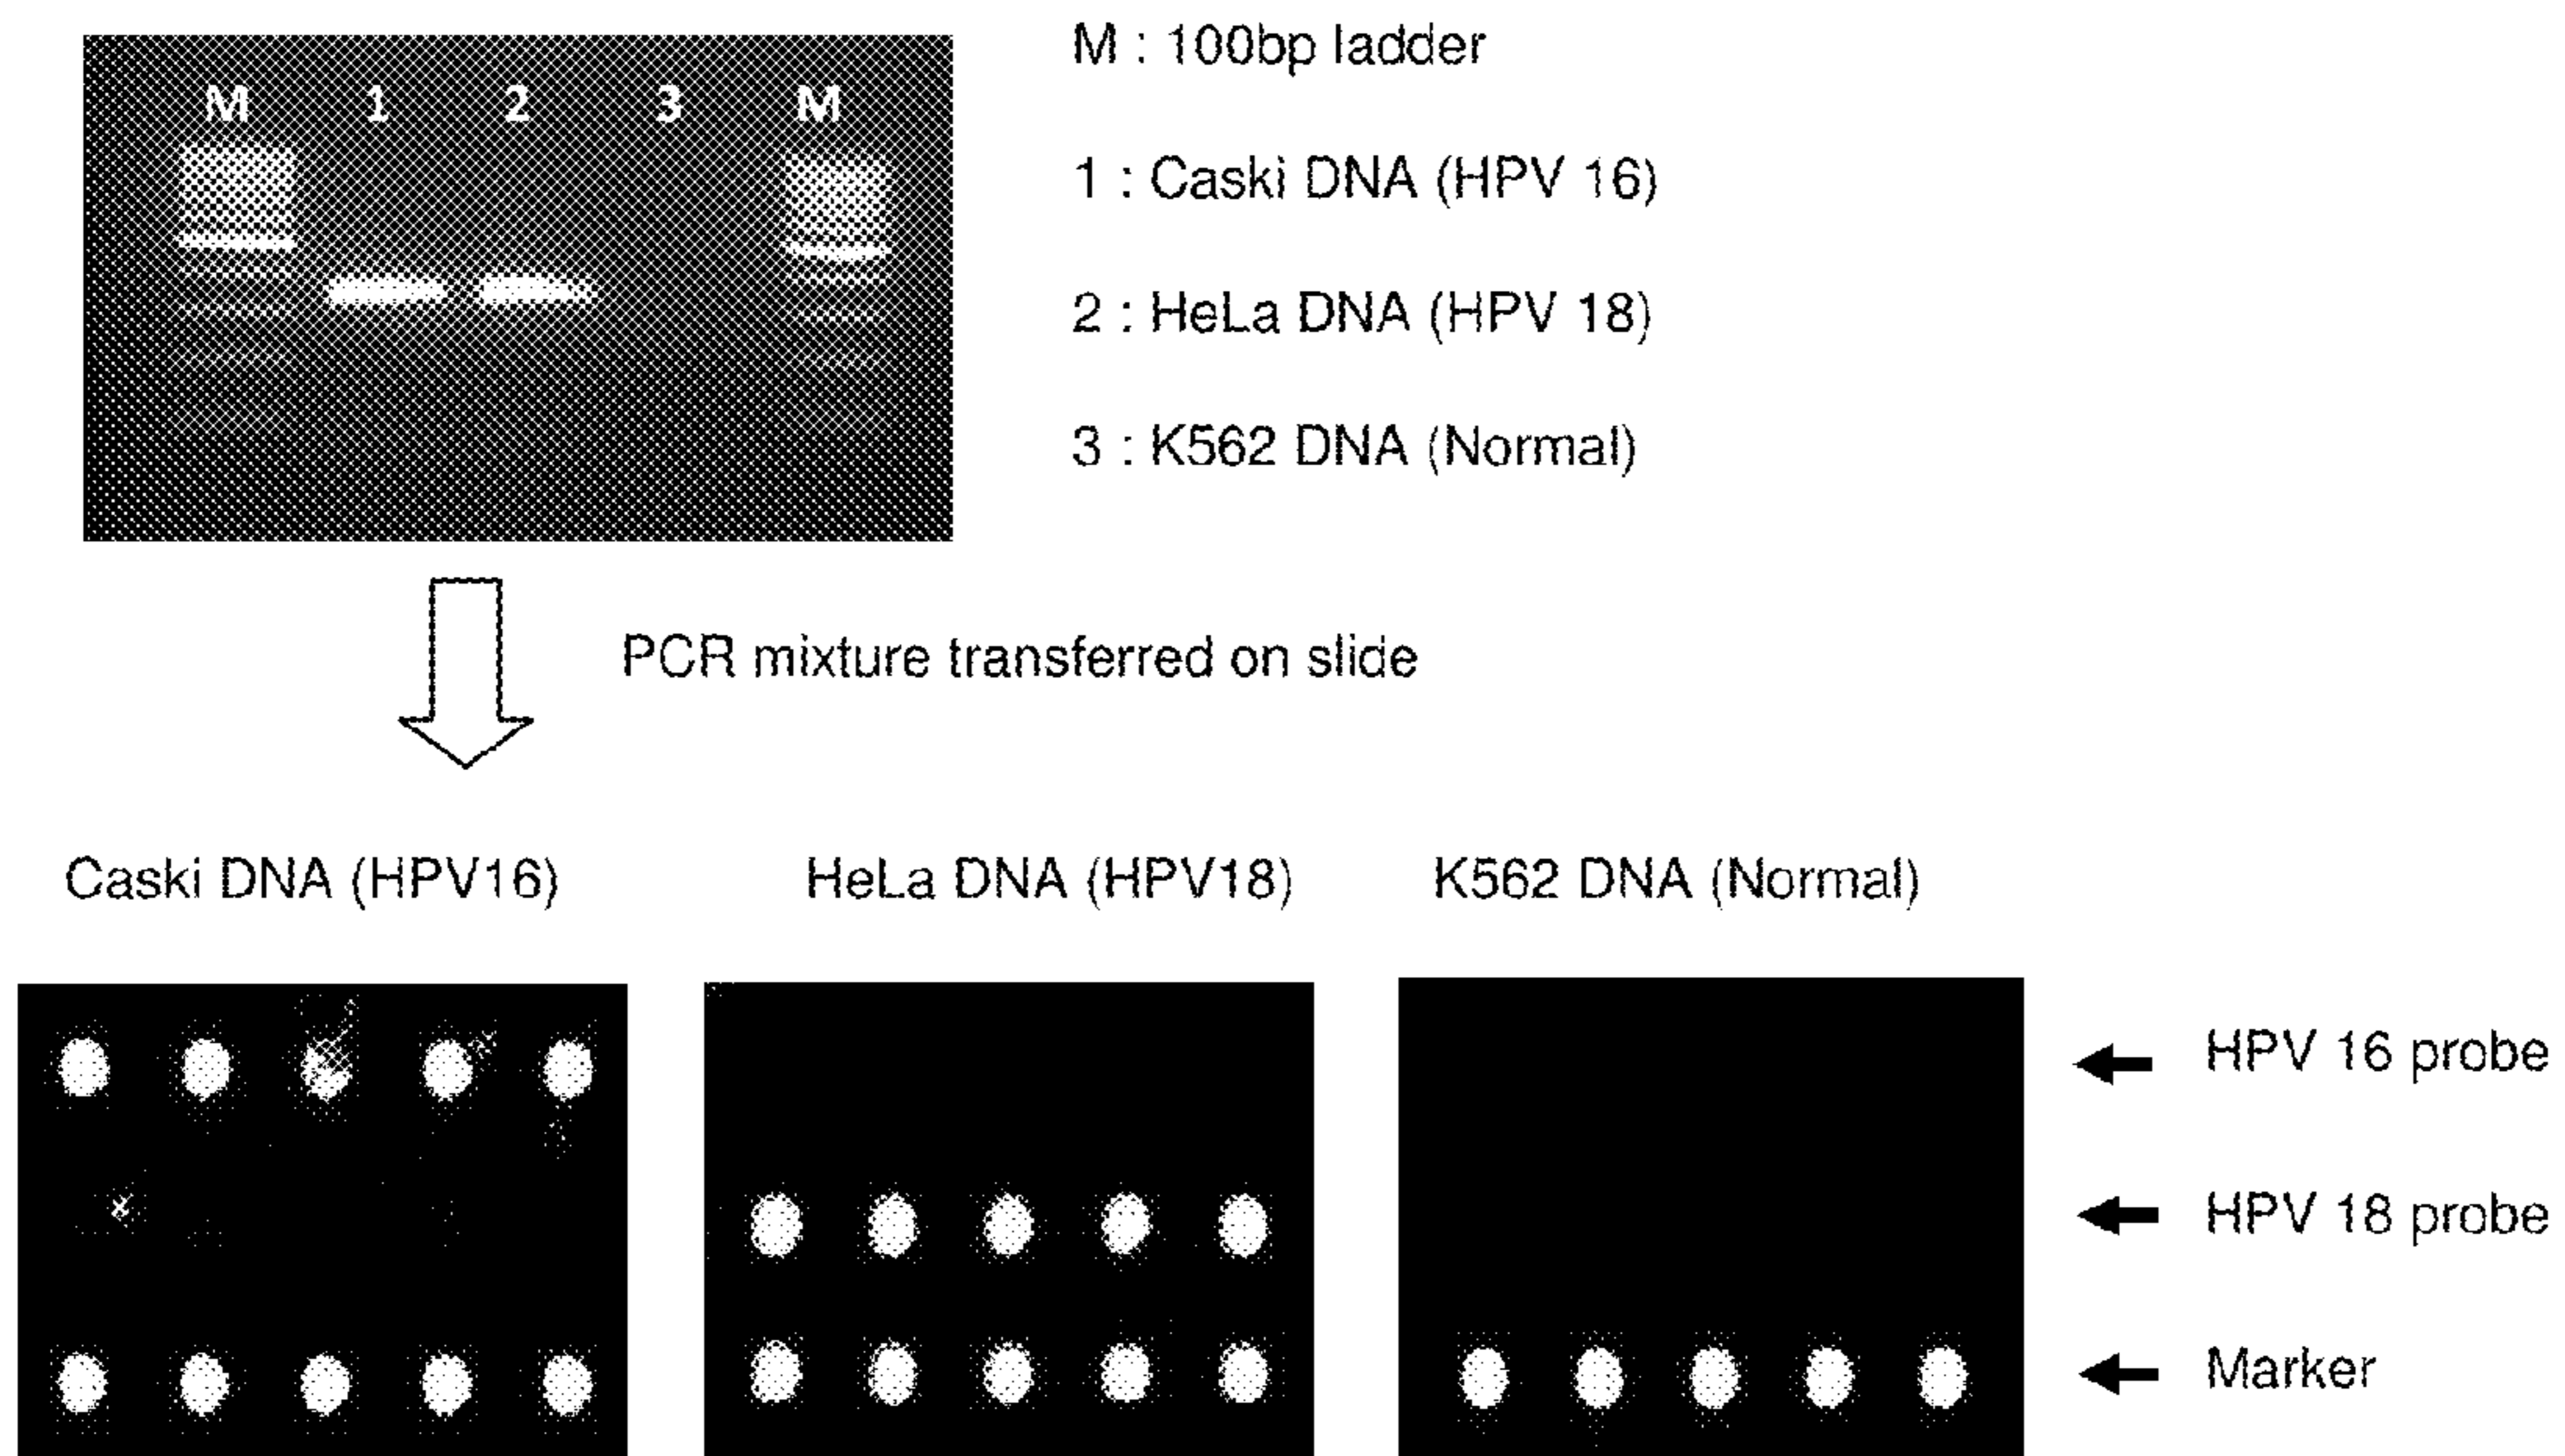 M 1 2 3 M
M : 100bp ladder
1 : Caski DNA (HPV 16)
2 : HeLa DNA (HPV 18)
3 : K562 DNA (Normal)
PCR mixture transferred on slide
Caski DNA (HPV16)
HeLa DNA (HPV18)
K562 DNA (Normal)
HPV 16 probe
HPV 18 probe
Marker